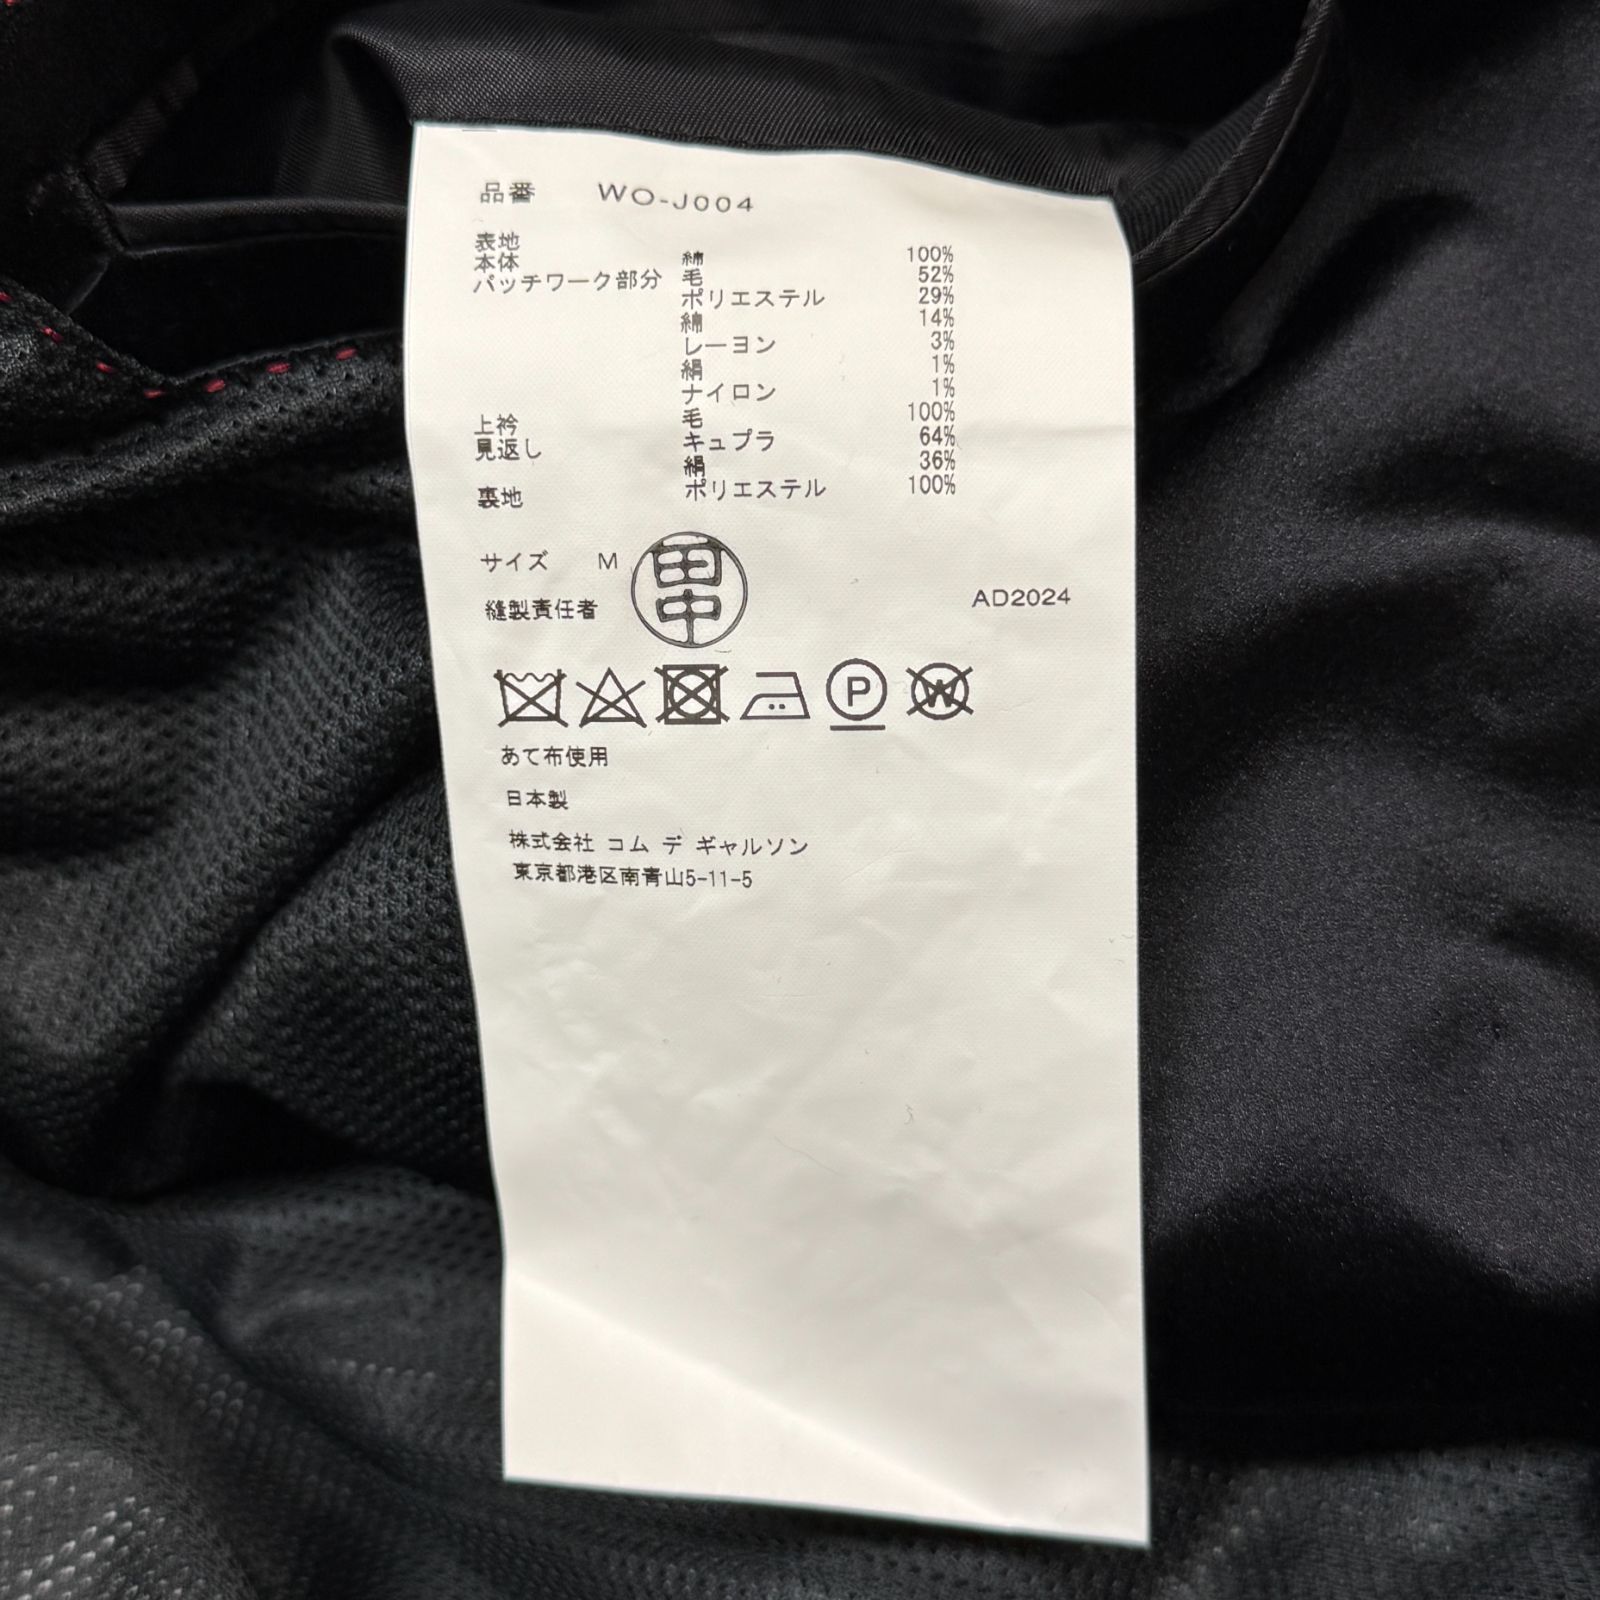 品番 WO-J004
表地
本体 綿 100%
パッチワーク部分 毛 52%
ポリエステル 29%
綿 14%
レーヨン 3%
絹 1%
ナイロン 1%
上衿 毛 100%
見返し キュプラ 64%
絹 36%
裏地 ポリエステル 100%
サイズ M
縫製責任者 田中
AD2024
P W
あて布使用
日本製
株式会社 コム デ ギャルソン
東京都港区南青山5-11-5